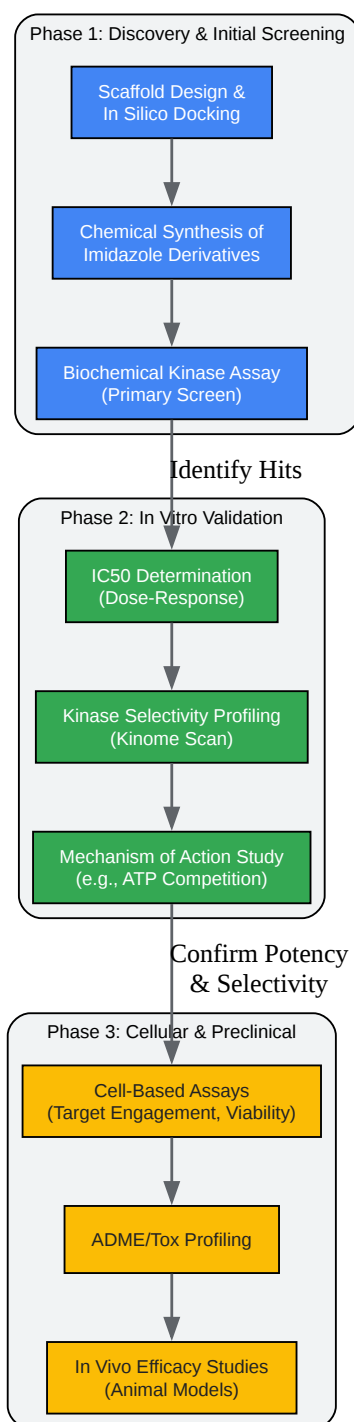 Phase 1: Discovery & Initial Screening
Scaffold Design &
In Silico Docking
Chemical Synthesis of
Imidazole Derivatives
Biochemical Kinase Assay
(Primary Screen)
Identify Hits
Phase 2: In Vitro Validation
IC50 Determination
(Dose-Response)
Kinase Selectivity Profiling
(Kinome Scan)
Mechanism of Action Study
(e.g., ATP Competition)
Confirm Potency
& Selectivity
Phase 3: Cellular & Preclinical
Cell-Based Assays
(Target Engagement, Viability)
ADME/Tox Profiling
In Vivo Efficacy Studies
(Animal Models)